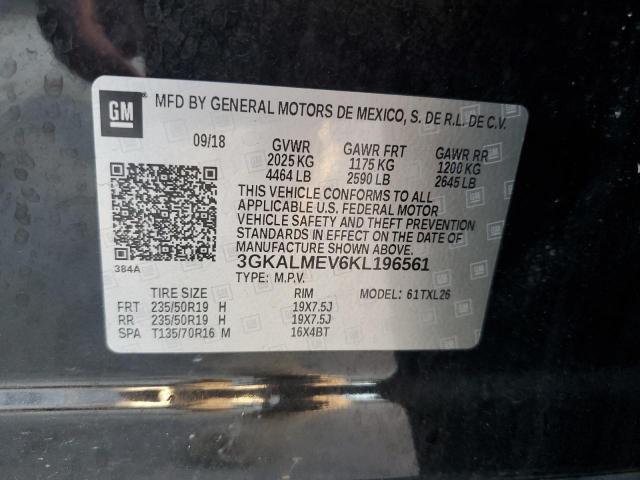 GM
MFD BY GENERAL MOTORS DE MEXICO, S. DE R.L. DE C.V.
09/18 GVWR GAWR FRT GAWR RR
2025 KG 1175 KG 1200 KG
4464 LB 2590 LB 2645 LB
THIS VEHICLE CONFORMS TO ALL
APPLICABLE U.S. FEDERAL MOTOR
VEHICLE SAFETY AND THEFT PREVENTION
STANDARDS IN EFFECT ON THE DATE OF
MANUFACTURE SHOWN ABOVE.
384A 3GKALMEV6KL196561
TYPE: M.P.V.
TIRE SIZE RIM MODEL: 61TXL26
FRT 235/50R19 H 19X7.5J
RR 235/50R19 H 19X7.5J
SPA T135/70R16 M 16X4BT